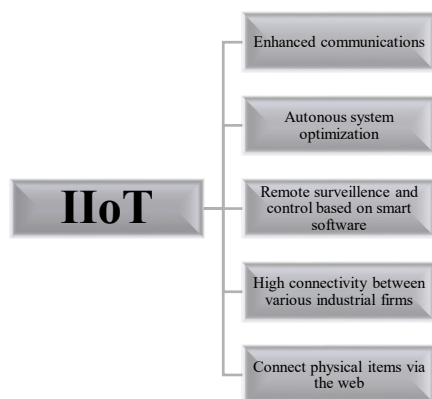 IIoT
Enhanced communications
Autonous system
optimization
Remote surveillence and
control based on smart
software
High connectivity between
various industrial firms
Connect physical items via
the web